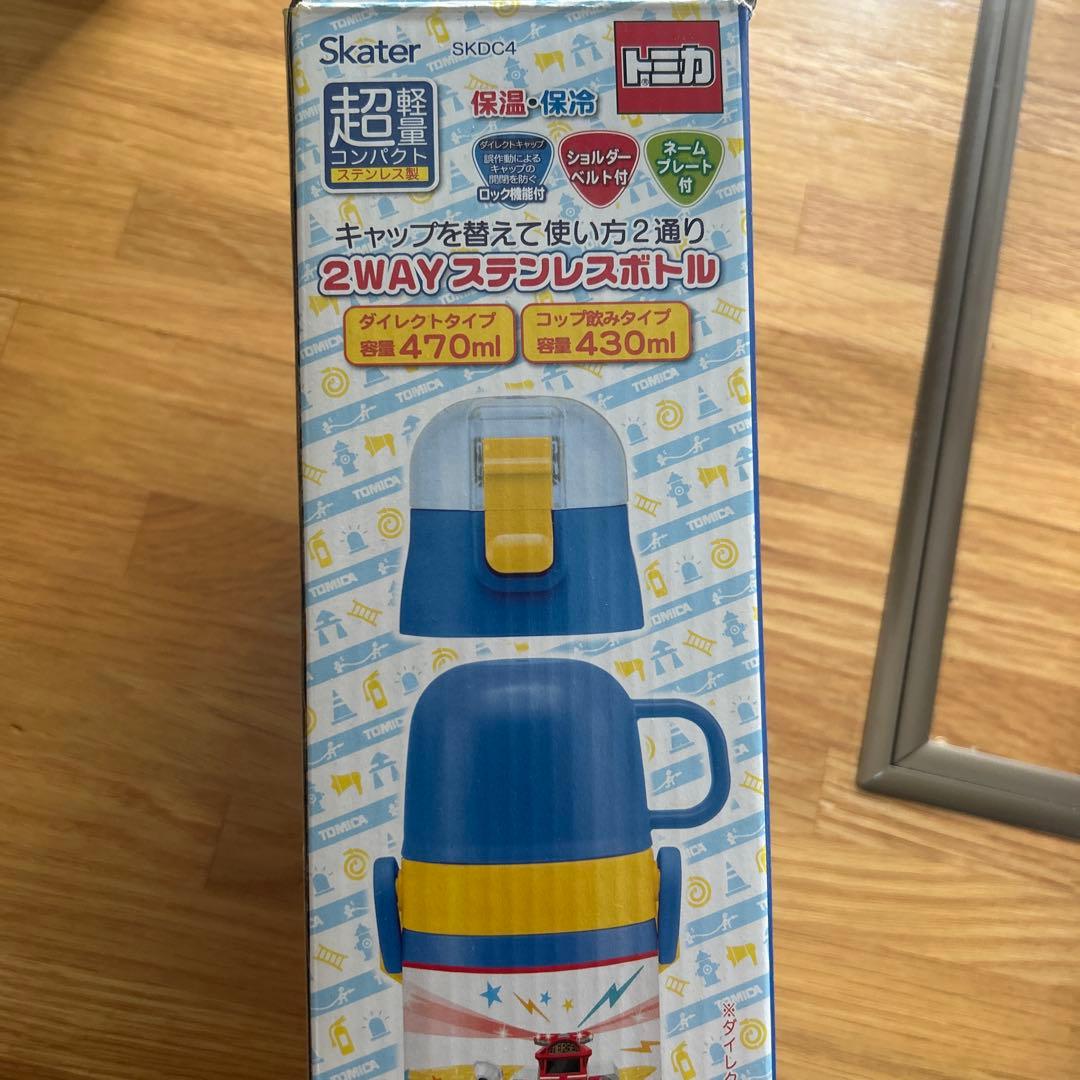 Skater SKDC4
トミカ
超軽量
コンパクト
ステンレス製
保温・保冷
ダイレクトキャップ
誤作動による
キャップの
開閉を防ぐ
ロック機能付
ショルダー
ベルト付
ネーム
プレート
付
キャップを替えて使い方2通り
2WAYステンレスボトル
ダイレクトタイプ
容量470ml
コップ飲みタイプ
容量430ml
TOMICA
TOMICA
TOMICA
TOMICA
TOMICA
TOMICA
TOMICA
※ダイレク